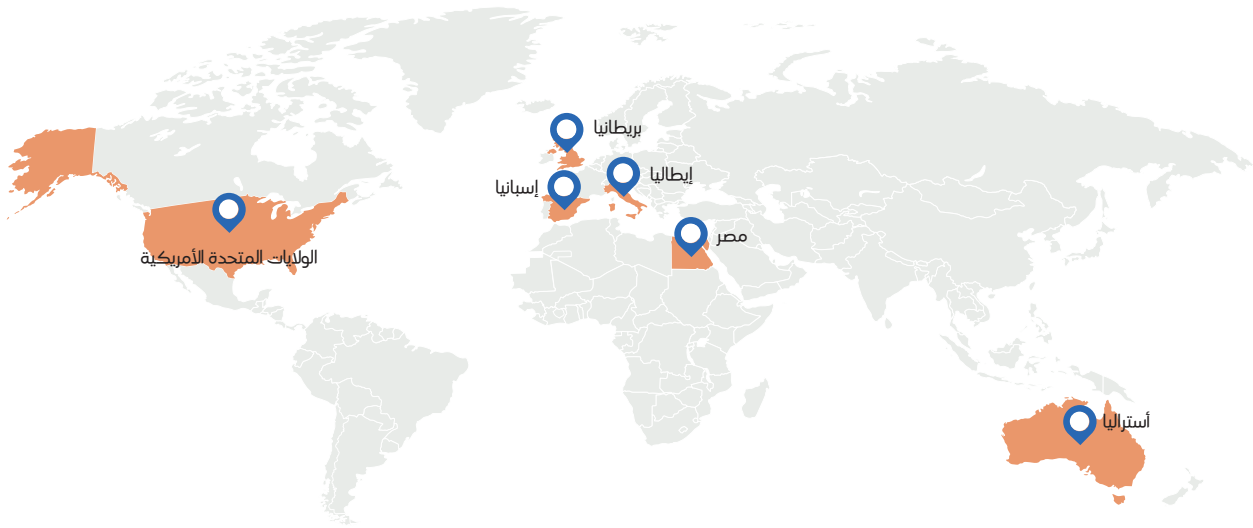 بريطانيا
إيطاليا
إسبانيا
مصر
الولايات المتحدة الأمريكية
أستراليا